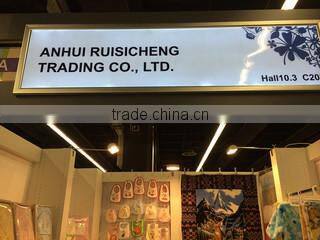 ANHUI RUISICHENG
TRADING CO., LTD.
Hall10.3 C20
trade.china.cn